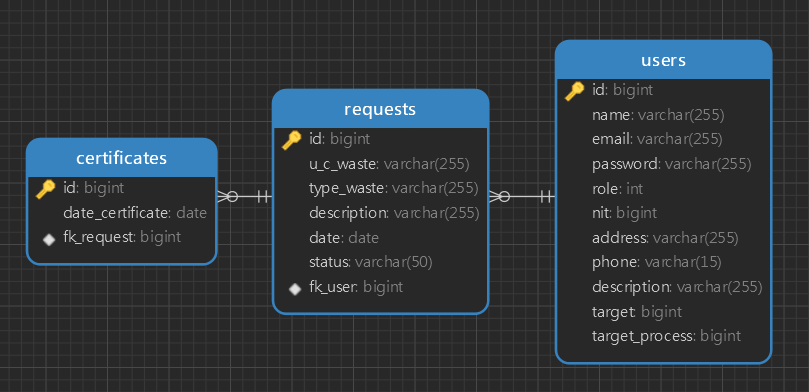 certificates
id: bigint
date_certificate: date
fk_request: bigint
requests
id: bigint
u_c_waste: varchar(255)
type_waste: varchar(255)
description: varchar(255)
date: date
status: varchar(50)
fk_user: bigint
users
id: bigint
name: varchar(255)
email: varchar(255)
password: varchar(255)
role: int
nit: bigint
address: varchar(255)
phone: varchar(15)
description: varchar(255)
target: bigint
target_process: bigint